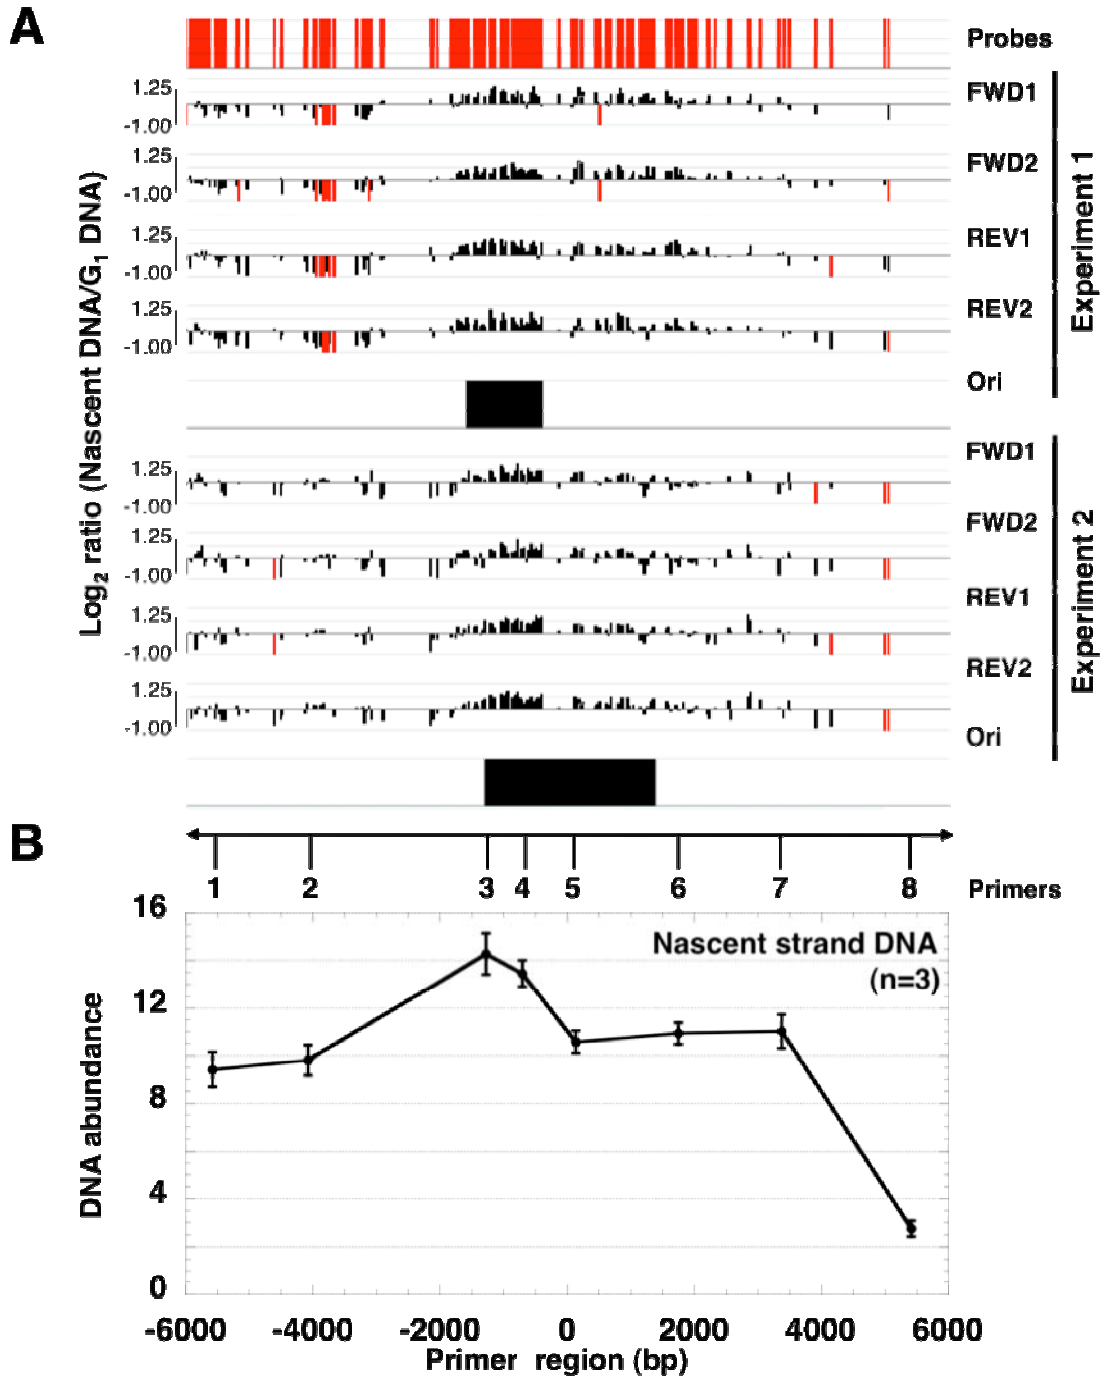 A
Probes
1.25
-1.00
FWD1
1.25
-1.00
FWD2
1.25
-1.00
REV1
1.25
-1.00
REV2
Ori
Experiment 1
Log2 ratio (Nascent DNA/G1 DNA)
1.25
-1.00
FWD1
1.25
-1.00
FWD2
1.25
-1.00
REV1
1.25
-1.00
REV2
Ori
Experiment 2
B
1 2 3 4 5 6 7 8 Primers
Nascent strand DNA
(n=3)
DNA abundance
16
12
8
4
0
-6000 -4000 -2000 0 2000 4000 6000
Primer region (bp)